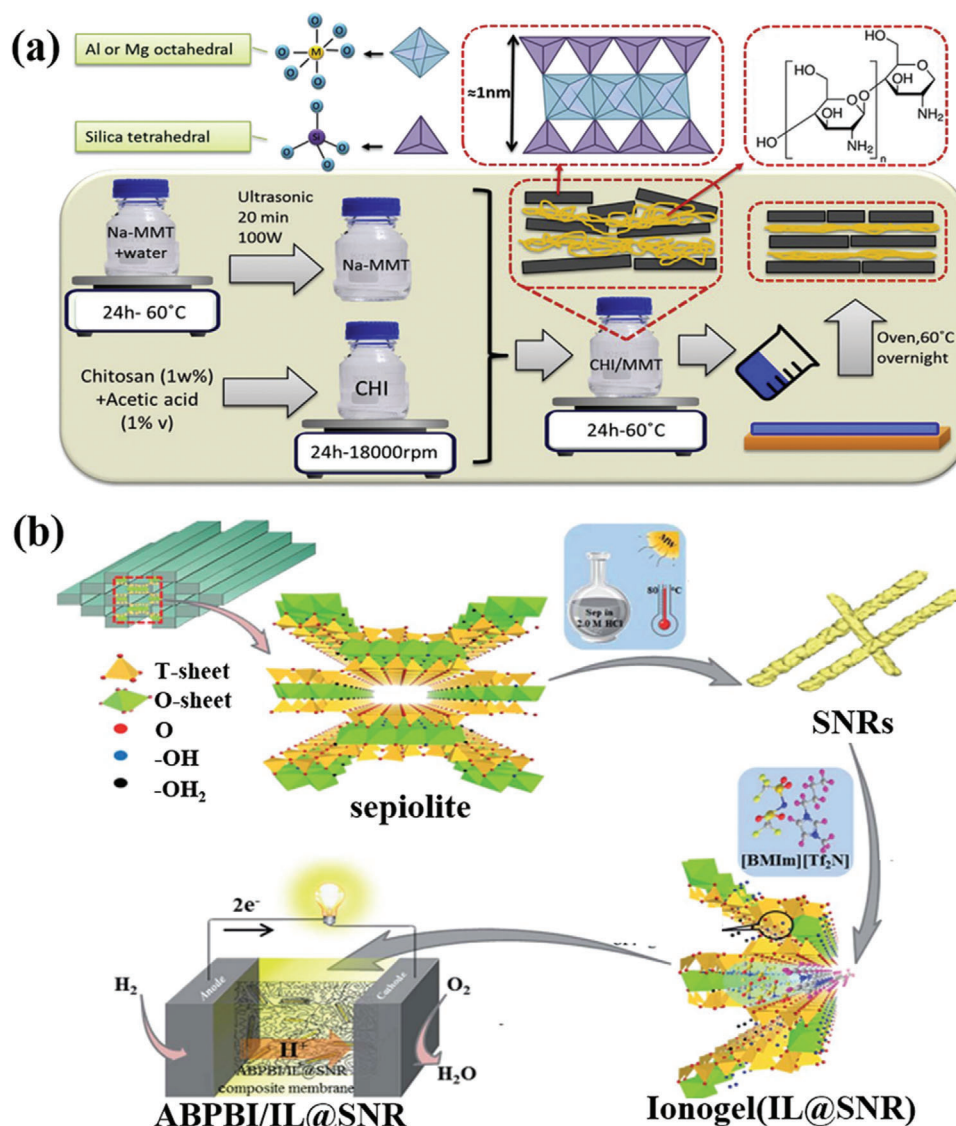 (a)
Al or Mg octahedral
O
O
O
O
M
O
O
O
≈1nm
HO
HO
O
OH
HO
NH2
O
O
OH
NH2
n
Silica tetrahedral
O
Si
O
O
O
Na-MMT
+water
24h- 60˚C
Ultrasonic
20 min
100W
Na-MMT
Chitosan (1w%)
+Acetic acid
(1% v)
CHI
24h-18000rpm
CHI/MMT
24h-60˚C
Oven,60˚C
overnight
(b)
T-sheet
O-sheet
O
-OH
-OH2
sepiolite
MW
Sep in
2.0 M HCl
80 °C
SNRs
[BMIm][Tf2N]
Ionogel(IL@SNR)
2e-
H2
Anode
Cathode
O2
H+
ABPBI/IL@SNR
composite membrane
H2O
ABPBI/IL@SNR